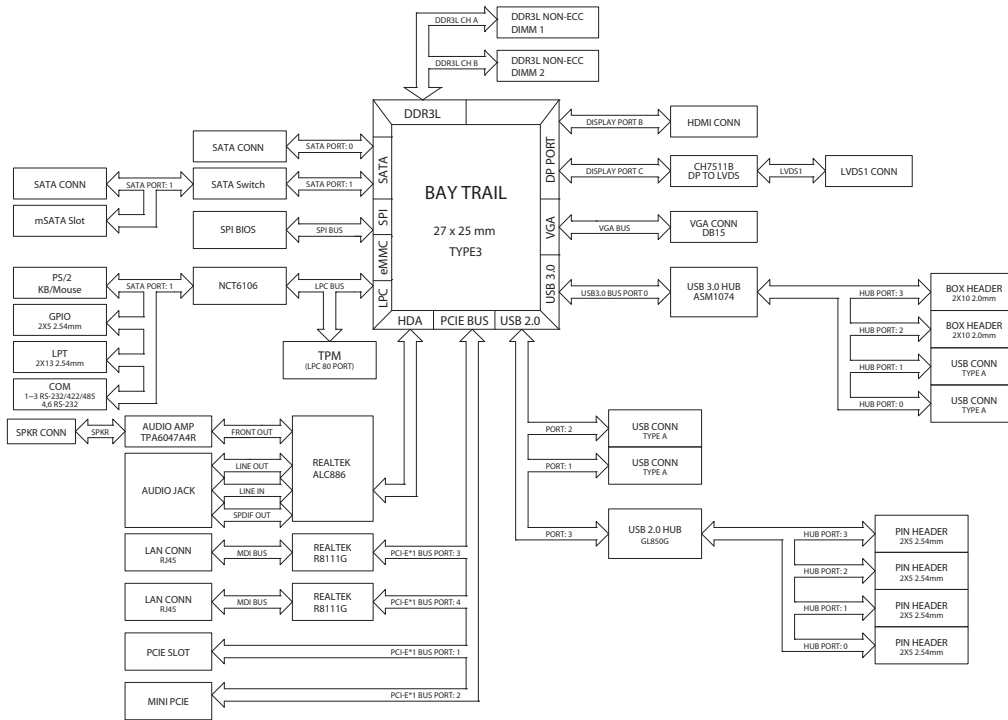 DDR3L CH A
DDR3L NON-ECC
DIMM 1
DDR3L CH B
DDR3L NON-ECC
DIMM 2
DDR3L
SATA
SPI
eMMC
LPC
BAY TRAIL
27 x 25 mm
TYPE3
DP PORT
VGA
USB 3.0
HDA
PCIE BUS
USB 2.0
SATA CONN
SATA PORT: 0
SATA CONN
SATA PORT: 1
SATA Switch
SATA PORT: 1
mSATA Slot
SPI BIOS
SPI BUS
PS/2
KB/Mouse
SATA PORT: 1
NCT6106
LPC BUS
GPIO
2X5 2.54mm
LPT
2X13 2.54mm
COM
1~3 RS-232/422/485
4,6 RS-232
TPM
(LPC 80 PORT)
DISPLAY PORT B
HDMI CONN
DISPLAY PORT C
CH7511B
DP TO LVDS
LVDS1
LVDS1 CONN
VGA BUS
VGA CONN
DB15
USB3.0 BUS PORT 0
USB 3.0 HUB
ASM1074
HUB PORT: 3
BOX HEADER
2X10 2.0mm
HUB PORT: 2
BOX HEADER
2X10 2.0mm
HUB PORT: 1
USB CONN
TYPE A
HUB PORT: 0
USB CONN
TYPE A
SPKR CONN
SPKR
AUDIO AMP
TPA6047A4R
FRONT OUT
REALTEK
ALC886
AUDIO JACK
LINE OUT
LINE IN
SPDIF OUT
LAN CONN
RJ45
MDI BUS
REALTEK
R8111G
PCI-E*1 BUS PORT: 3
LAN CONN
RJ45
MDI BUS
REALTEK
R8111G
PCI-E*1 BUS PORT: 4
PCIE SLOT
PCI-E*1 BUS PORT: 1
MINI PCIE
PCI-E*1 BUS PORT: 2
PORT: 2
USB CONN
TYPE A
PORT: 1
USB CONN
TYPE A
PORT: 3
USB 2.0 HUB
GL850G
HUB PORT: 3
PIN HEADER
2X5 2.54mm
HUB PORT: 2
PIN HEADER
2X5 2.54mm
HUB PORT: 1
PIN HEADER
2X5 2.54mm
HUB PORT: 0
PIN HEADER
2X5 2.54mm